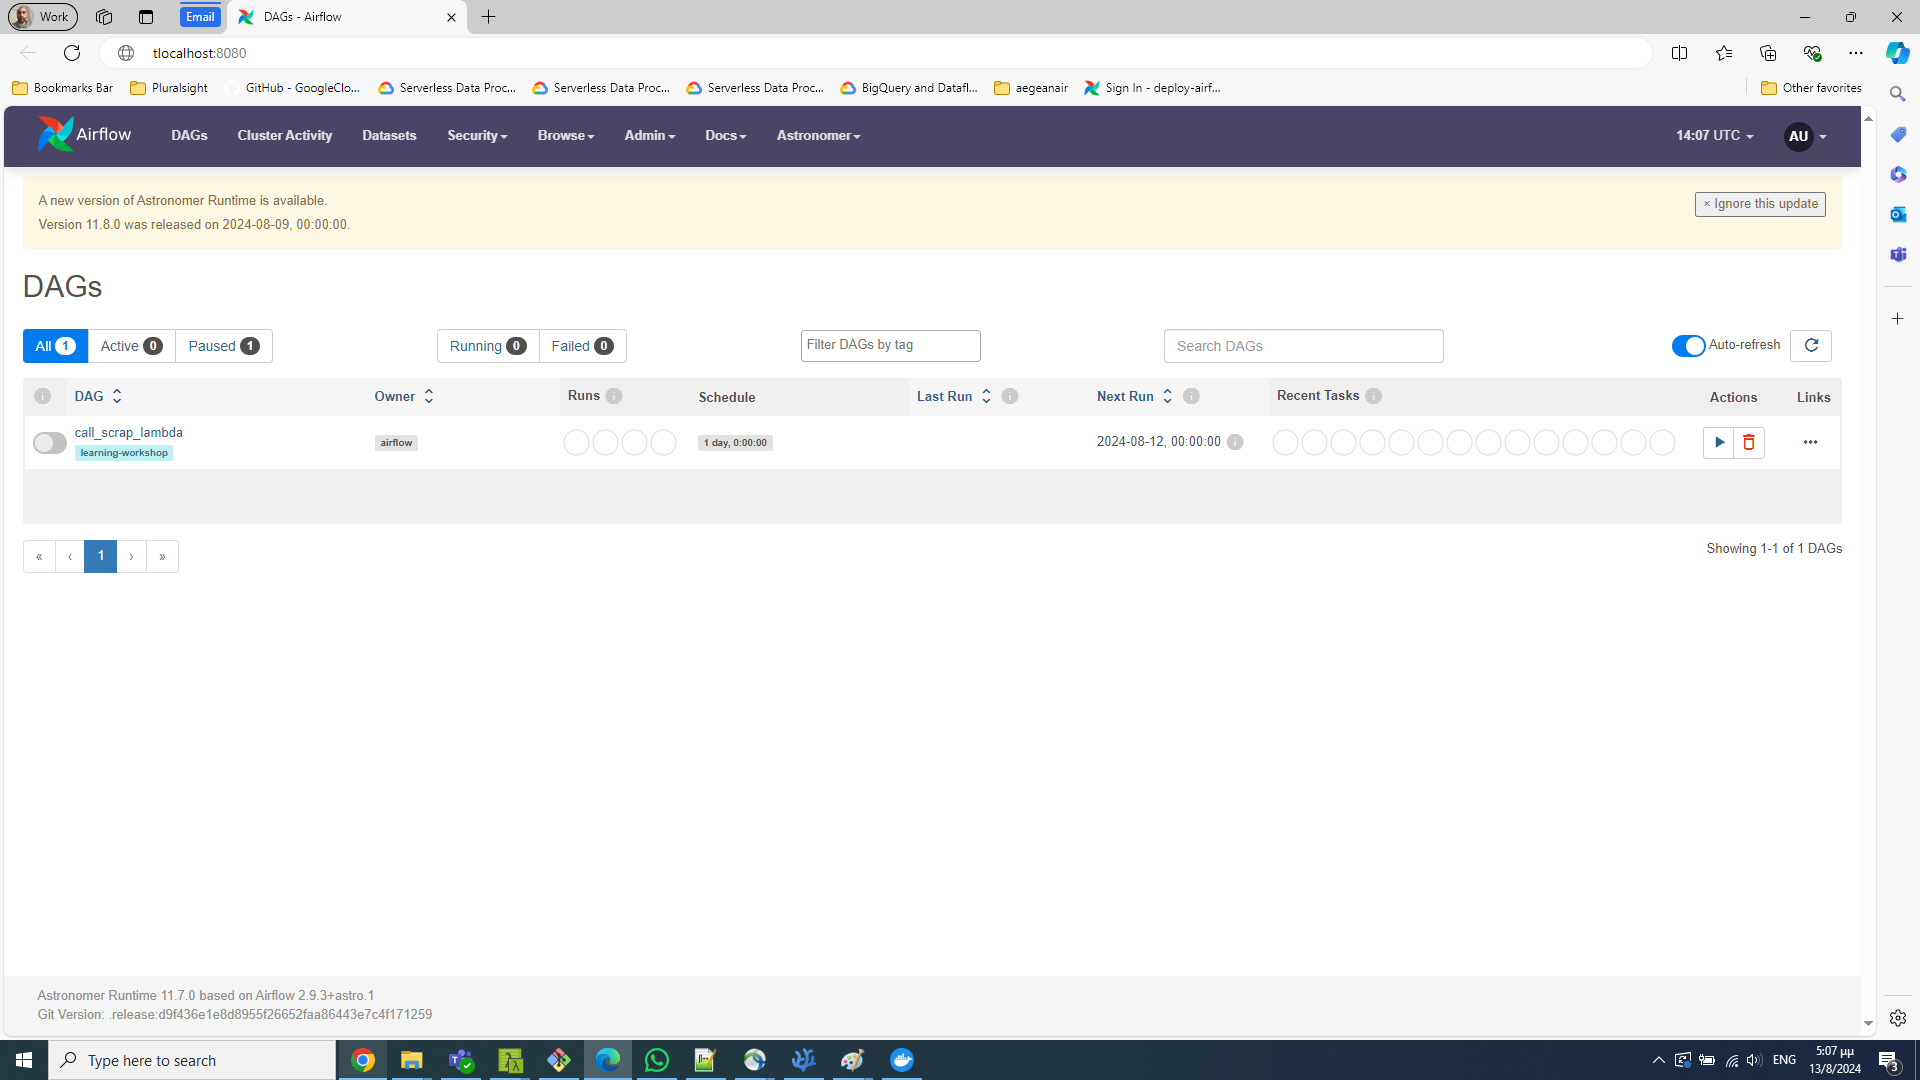 Work
Email
DAGs - Airflow
tlocalhost:8080
Bookmarks Bar
Pluralsight
GitHub - GoogleClo...
Serverless Data Proc...
Serverless Data Proc...
Serverless Data Proc...
BigQuery and Datafl...
aegeanair
Sign In - deploy-airf...
Other favorites
Airflow
DAGs
Cluster Activity
Datasets
Security
Browse
Admin
Docs
Astronomer
14:07 UTC
AU
A new version of Astronomer Runtime is available.
Version 11.8.0 was released on 2024-08-09, 00:00:00.
× Ignore this update
DAGs
All 1
Active 0
Paused 1
Running 0
Failed 0
Filter DAGs by tag
Search DAGs
Auto-refresh
DAG
Owner
Runs
Schedule
Last Run
Next Run
Recent Tasks
Actions
Links
call_scrap_lambda
learning-workshop
airflow
1 day, 0:00:00
2024-08-12, 00:00:00
« ‹ 1 › »
Showing 1-1 of 1 DAGs
Astronomer Runtime 11.7.0 based on Airflow 2.9.3+astro.1
Git Version: .release:d9f436e1e8d8955f26652faa86443e7c4f171259
Type here to search
ENG
5:07 μμ
13/8/2024
3